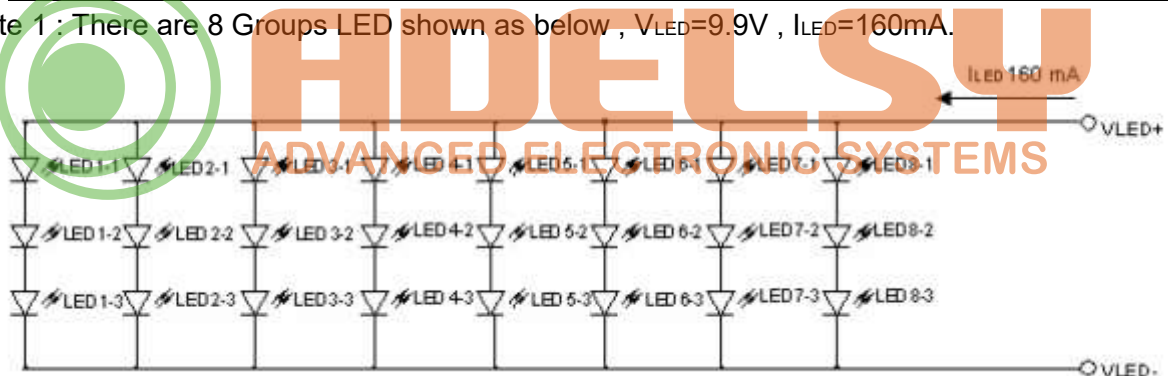 te 1 : There are 8 Groups LED shown as below , VLED=9.9V , ILED=160mA.
ADELSY
ADVANCED ELECTRONIC SYSTEMS
ILED 160 mA
VLED+
LED1-1 LED2-1 LED3-1 LED4-1 LED5-1 LED6-1 LED7-1 LED8-1
LED1-2 LED2-2 LED3-2 LED4-2 LED5-2 LED6-2 LED7-2 LED8-2
LED1-3 LED2-3 LED3-3 LED4-3 LED5-3 LED6-3 LED7-3 LED8-3
VLED-